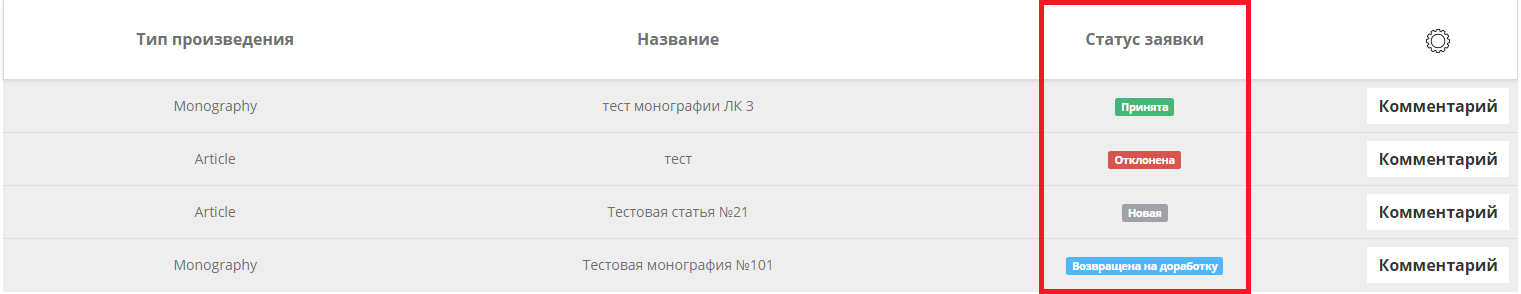 Тип произведения Название Статус заявки
Monography тест монографии ЛК 3 Принята Комментарий
Article тест Отклонена Комментарий
Article Тестовая статья №21 Новая Комментарий
Monography Тестовая монография №101 Возвращена на доработку Комментарий